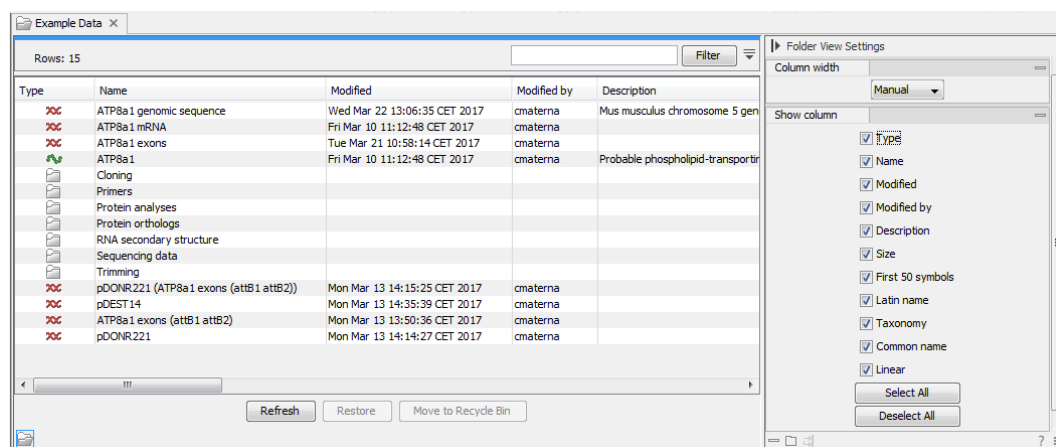 Example Data
Rows: 15
Filter
Type Name Modified Modified by Description
ATP8a1 genomic sequence Wed Mar 22 13:06:35 CET 2017 cmaterna Mus musculus chromosome 5 gen
ATP8a1 mRNA Fri Mar 10 11:12:48 CET 2017 cmaterna
ATP8a1 exons Tue Mar 21 10:58:14 CET 2017 cmaterna
ATP8a1 Fri Mar 10 11:12:48 CET 2017 cmaterna Probable phospholipid-transportin
Cloning
Primers
Protein analyses
Protein orthologs
RNA secondary structure
Sequencing data
Trimming
pDONR221 (ATP8a1 exons (attB1 attB2)) Mon Mar 13 14:15:25 CET 2017 cmaterna
pDEST14 Mon Mar 13 14:35:39 CET 2017 cmaterna
ATP8a1 exons (attB1 attB2) Mon Mar 13 13:50:36 CET 2017 cmaterna
pDONR221 Mon Mar 13 14:14:27 CET 2017 cmaterna
Refresh Restore Move to Recycle Bin
Folder View Settings
Column width
Manual
Show column
Type
Name
Modified
Modified by
Description
Size
First 50 symbols
Latin name
Taxonomy
Common name
Linear
Select All
Deselect All
?